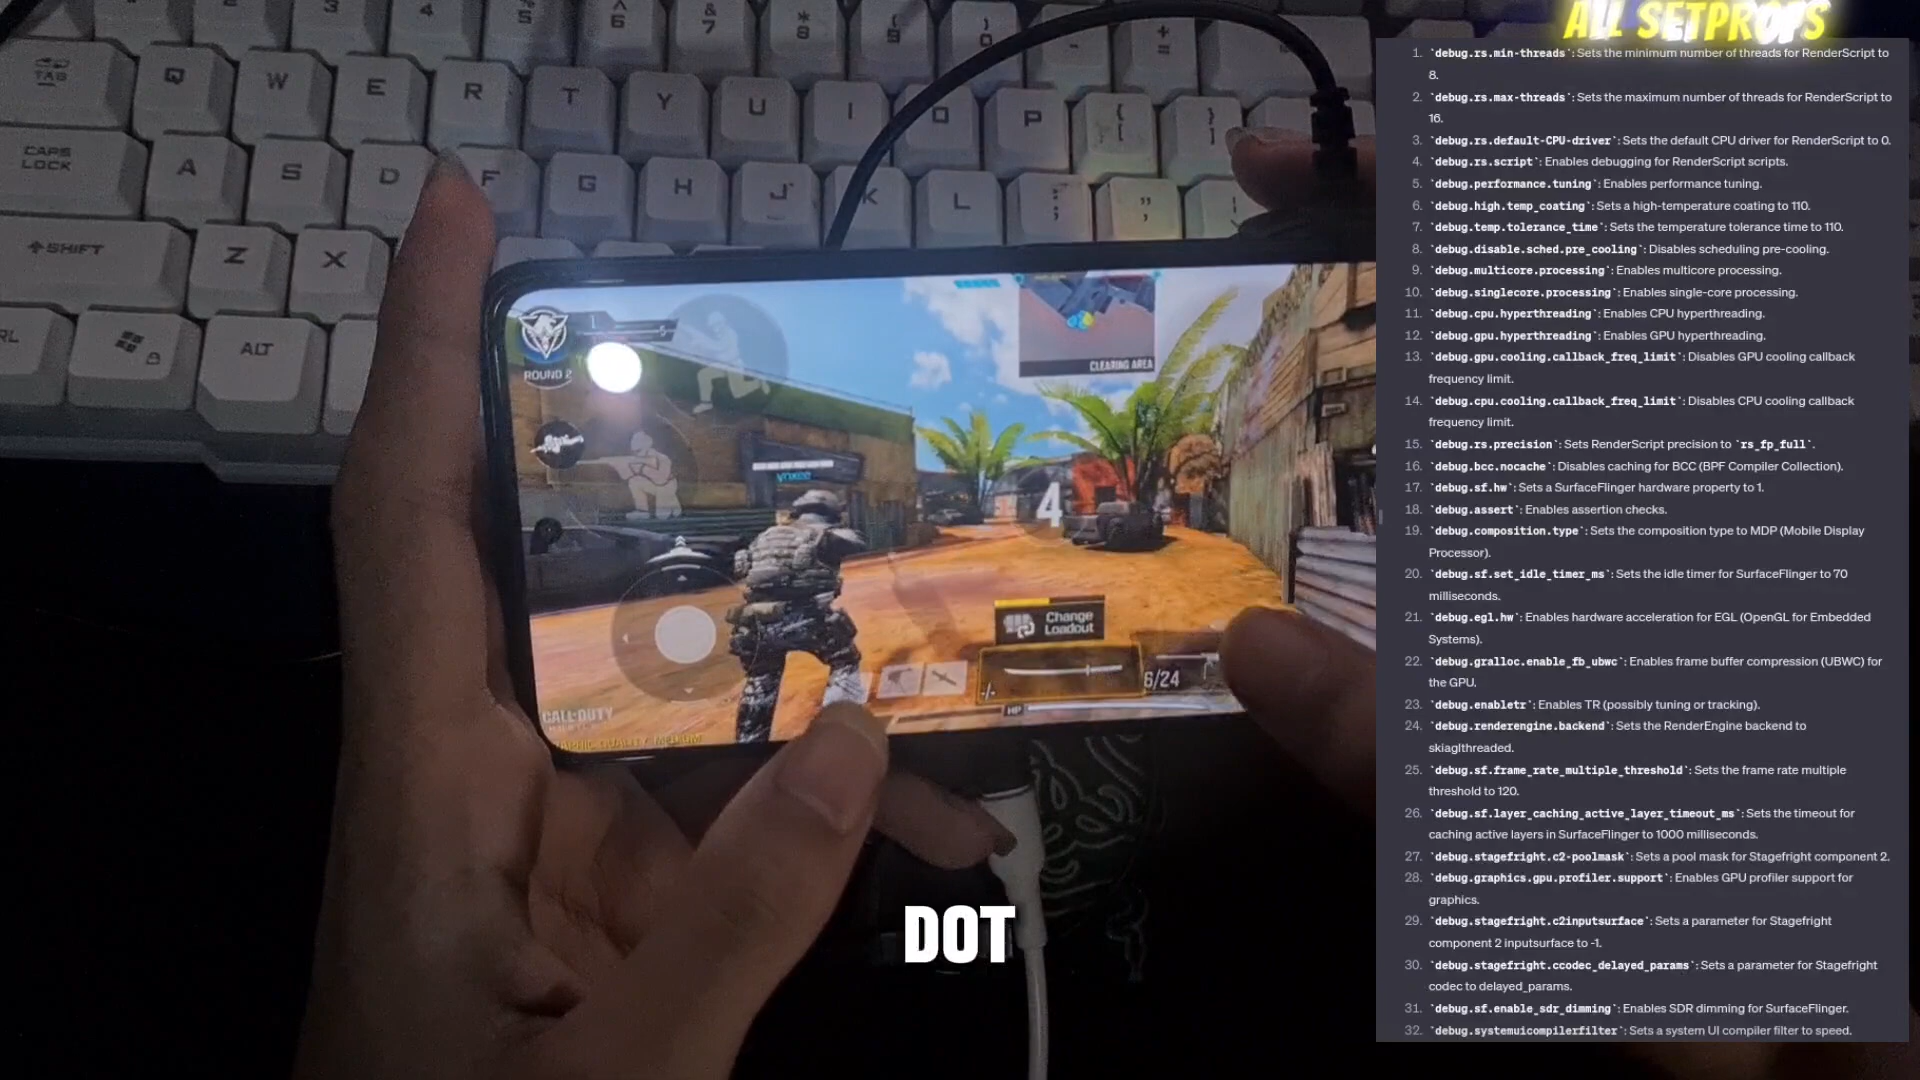 ALL SETPROPS
1. `debug.rs.min-threads`: Sets the minimum number of threads for RenderScript to
8.
2. `debug.rs.max-threads`: Sets the maximum number of threads for RenderScript to
16.
3. `debug.rs.default-CPU-driver`: Sets the default CPU driver for RenderScript to 0.
4. `debug.rs.script`: Enables debugging for RenderScript scripts.
5. `debug.performance.tuning`: Enables performance tuning.
6. `debug.high.temp_coating`: Sets a high-temperature coating to 110.
7. `debug.temp.tolerance_time`: Sets the temperature tolerance time to 110.
8. `debug.disable.sched.pre_cooling`: Disables scheduling pre-cooling.
9. `debug.multicore.processing`: Enables multicore processing.
10. `debug.singlecore.processing`: Enables single-core processing.
11. `debug.cpu.hyperthreading`: Enables CPU hyperthreading.
12. `debug.gpu.hyperthreading`: Enables GPU hyperthreading.
13. `debug.gpu.cooling.callback_freq_limit`: Disables GPU cooling callback
frequency limit.
14. `debug.cpu.cooling.callback_freq_limit`: Disables CPU cooling callback
frequency limit.
15. `debug.rs.precision`: Sets RenderScript precision to `rs_fp_full`.
16. `debug.bcc.nocache`: Disables caching for BCC (BPF Compiler Collection).
17. `debug.sf.hw`: Sets a SurfaceFlinger hardware property to 1.
18. `debug.assert`: Enables assertion checks.
19. `debug.composition.type`: Sets the composition type to MDP (Mobile Display
Processor).
20. `debug.sf.set_idle_timer_ms`: Sets the idle timer for SurfaceFlinger to 70
milliseconds.
21. `debug.egl.hw`: Enables hardware acceleration for EGL (OpenGL for Embedded
Systems).
22. `debug.gralloc.enable_fb_ubwc`: Enables frame buffer compression (UBWC) for
the GPU.
23. `debug.enabletr`: Enables TR (possibly tuning or tracking).
24. `debug.renderengine.backend`: Sets the RenderEngine backend to
skiaglthreaded.
25. `debug.sf.frame_rate_multiple_threshold`: Sets the frame rate multiple
threshold to 120.
26. `debug.sf.layer_caching_active_layer_timeout_ms`: Sets the timeout for
caching active layers in SurfaceFlinger to 1000 milliseconds.
27. `debug.stagefright.c2-poolmask`: Sets a pool mask for Stagefright component 2.
28. `debug.graphics.gpu.profiler.support`: Enables GPU profiler support for
graphics.
29. `debug.stagefright.c2inputsurface`: Sets a parameter for Stagefright
component 2 inputsurface to -1.
30. `debug.stagefright.ccodec_delayed_params`: Sets a parameter for Stagefright
codec to delayed_params.
31. `debug.sf.enable_sdr_dimming`: Enables SDR dimming for SurfaceFlinger.
32. `debug.systemuicompilerfilter`: Sets a system UI compiler filter to speed.
3 4 % 5 ^ 6 & 7 * 8 ( 9 ) 0 - + =
TAB Q W E R T Y U I O P { [ } ]
CAPS LOCK A S D F G H J K L : ; " '
SHIFT Z X
ALT
ROUND 2
CLEARING AREA
4
Change
Loadout
6/24
HP
CALL·DUTY
DOT